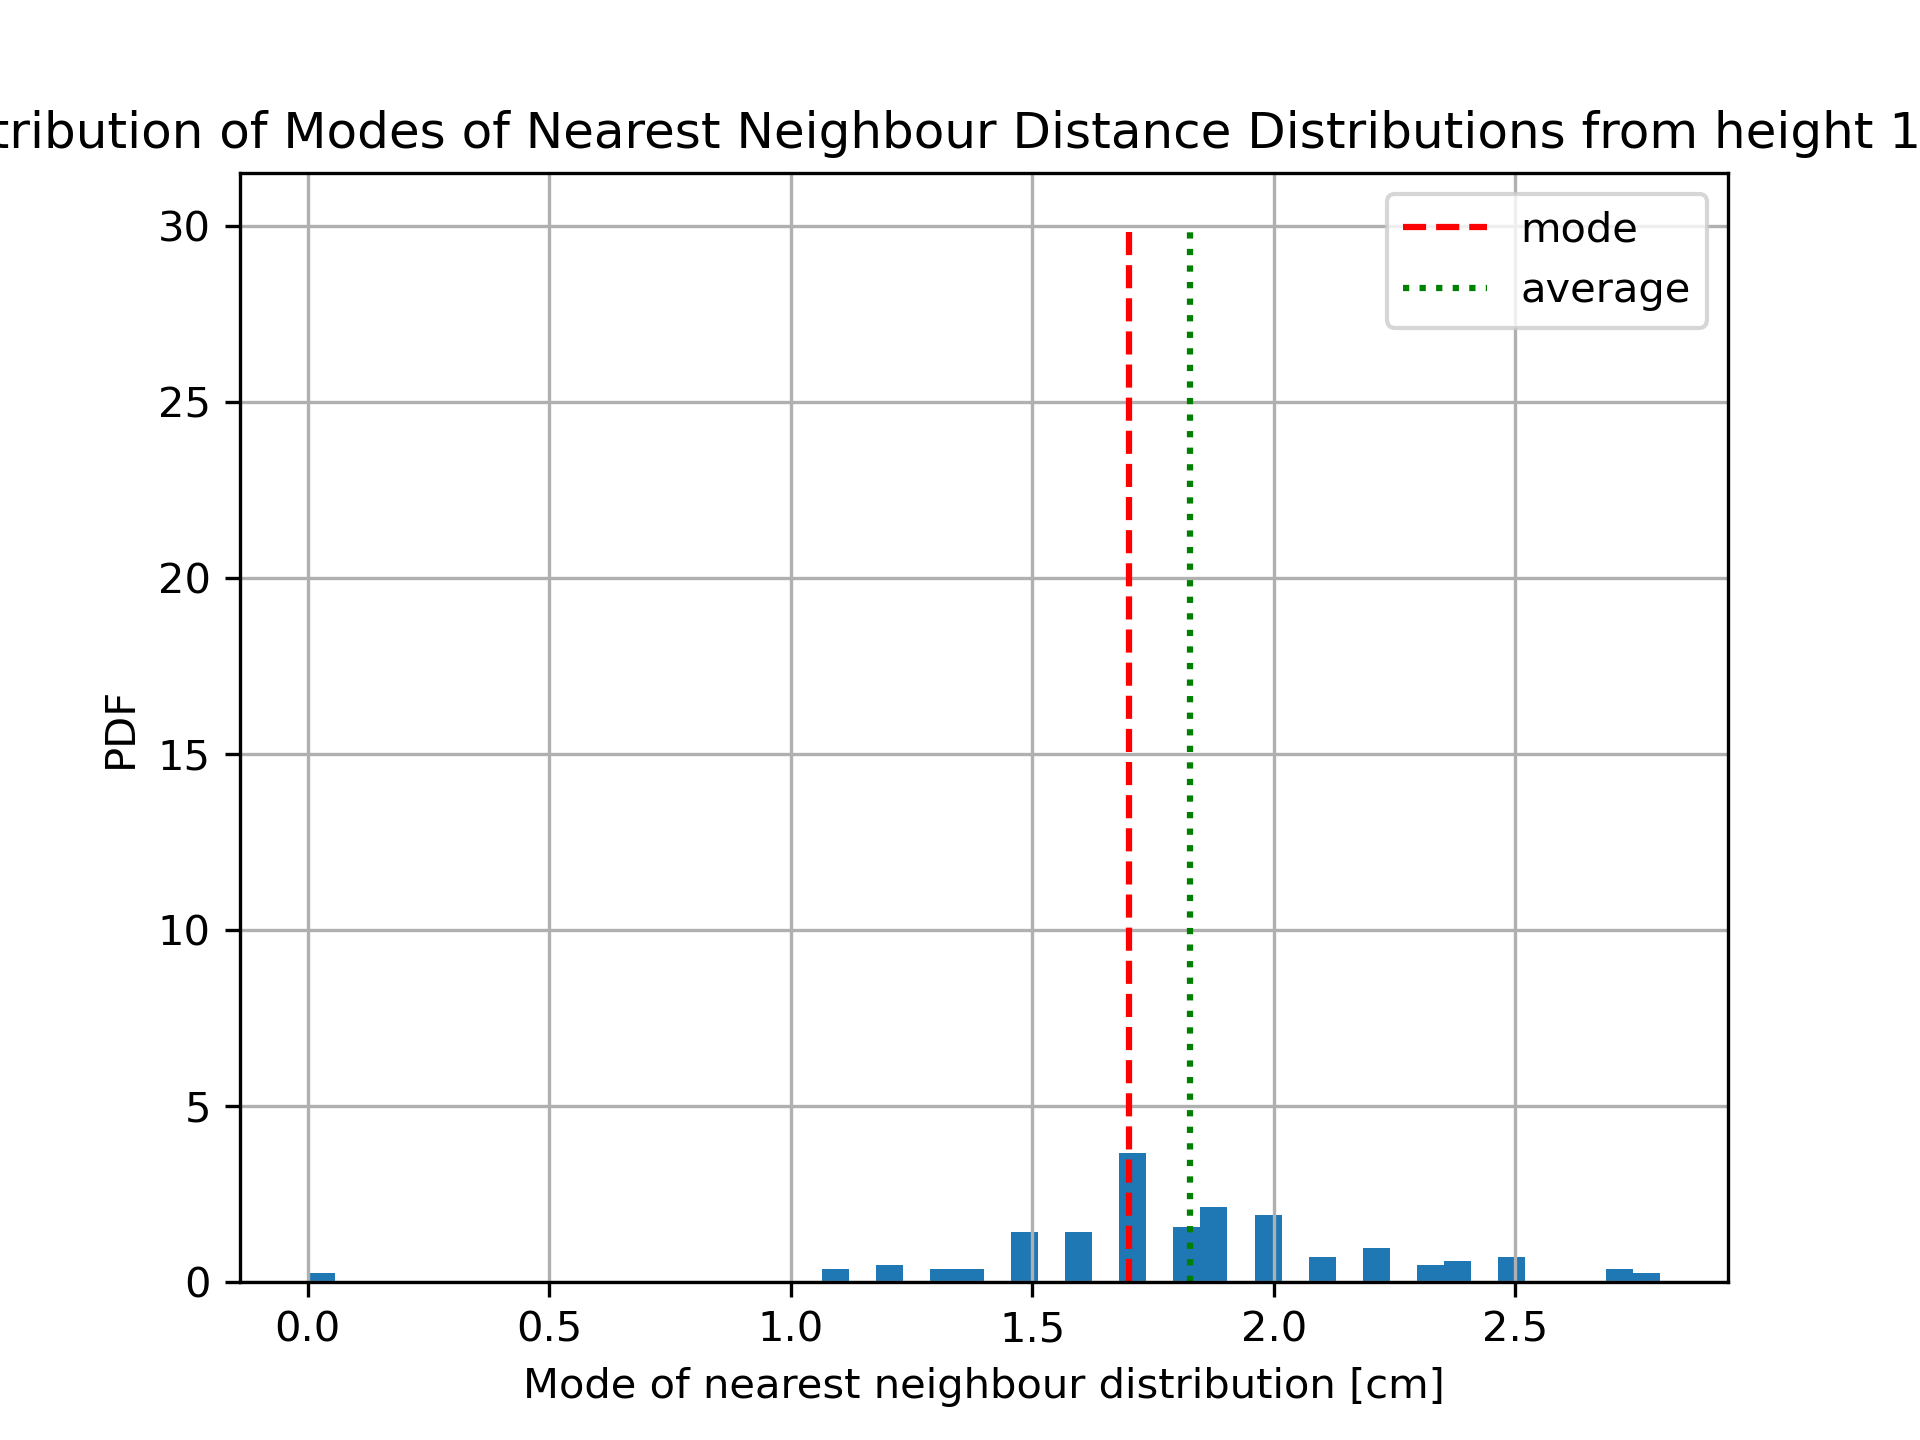 tribution of Modes of Nearest Neighbour Distance Distributions from height 1
30
25
20
15
10
5
0
PDF
mode
average
0.0 0.5 1.0 1.5 2.0 2.5
Mode of nearest neighbour distribution [cm]